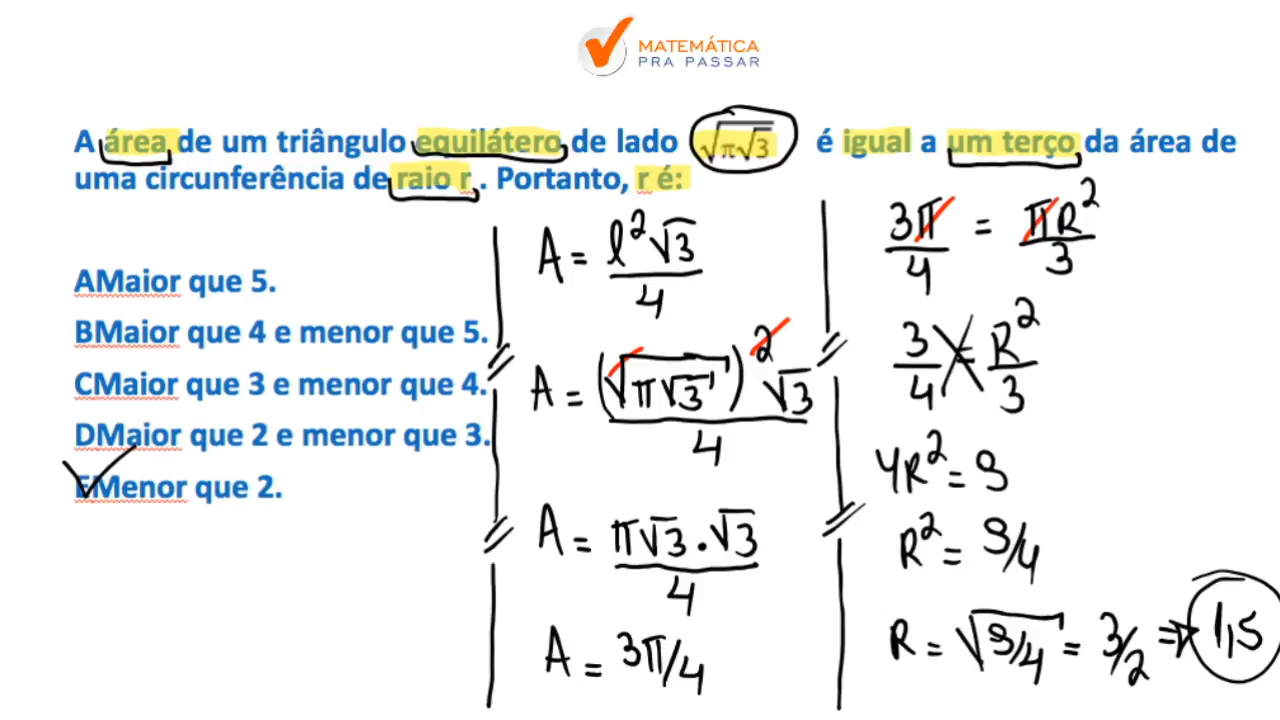 MATEMÁTICA
PRA PASSAR
A área de um triângulo equilátero de lado √(π√3) é igual a um terço da área de
uma circunferência de raio r . Portanto, r é:
AMaior que 5.
BMaior que 4 e menor que 5.
CMaior que 3 e menor que 4.
DMaior que 2 e menor que 3.
EMenor que 2.
A = l²√3/4
A = (√(π√3))²√3/4
A = π√3.√3/4
A = 3π/4
3π/4 = πR²/3
3/4 = R²/3
4R² = 9
R² = 9/4
R = √(9/4) = 3/2 ⇒ 1,5